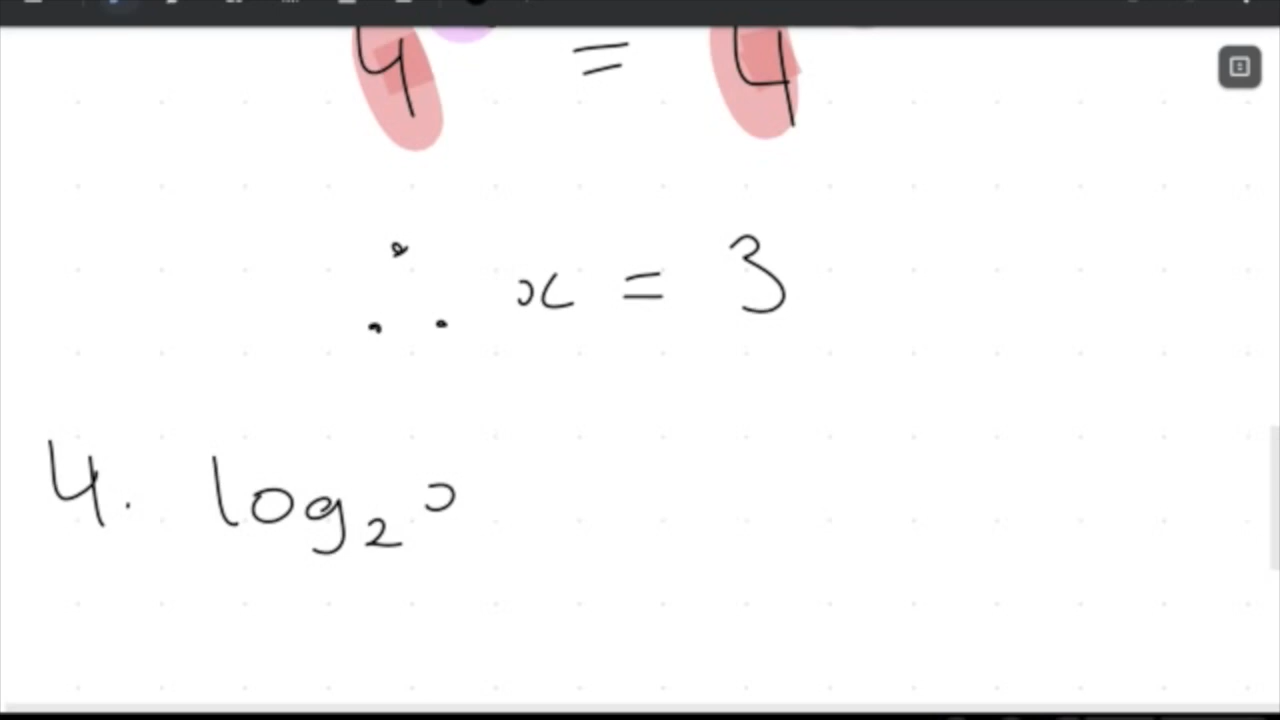 4 = 4
∴ x = 3
4. log₂ ɔ